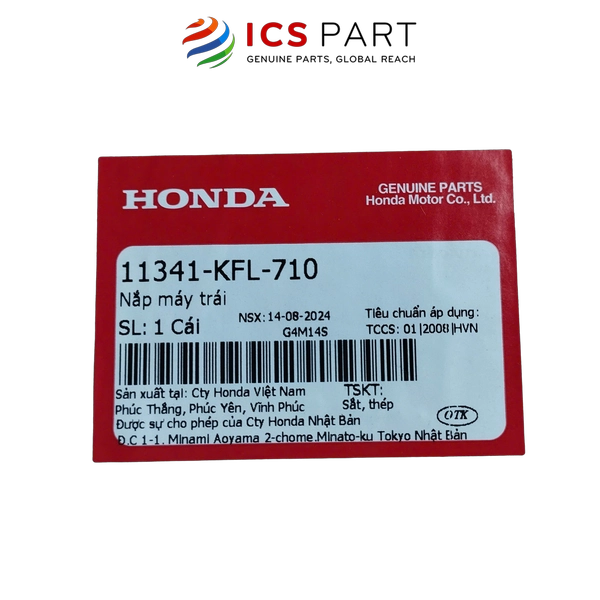 ICS PART
GENUINE PARTS, GLOBAL REACH
HONDA
GENUINE PARTS
Honda Motor Co., Ltd.
11341-KFL-710
Nắp máy trái
SL: 1 Cái
NSX: 14-08-2024
G4M14S
Tiêu chuẩn áp dụng:
TCCS: 01|2008|HVN
Sản xuất tại: Cty Honda Việt Nam
Phúc Thắng, Phúc Yên, Vĩnh Phúc
Được sự cho phép của Cty Honda Nhật Bản
Đ.C 1-1, Minami Aoyama 2-chome,Minato-ku Tokyo Nhật Bản
TSKT:
Sắt, thép
OTK